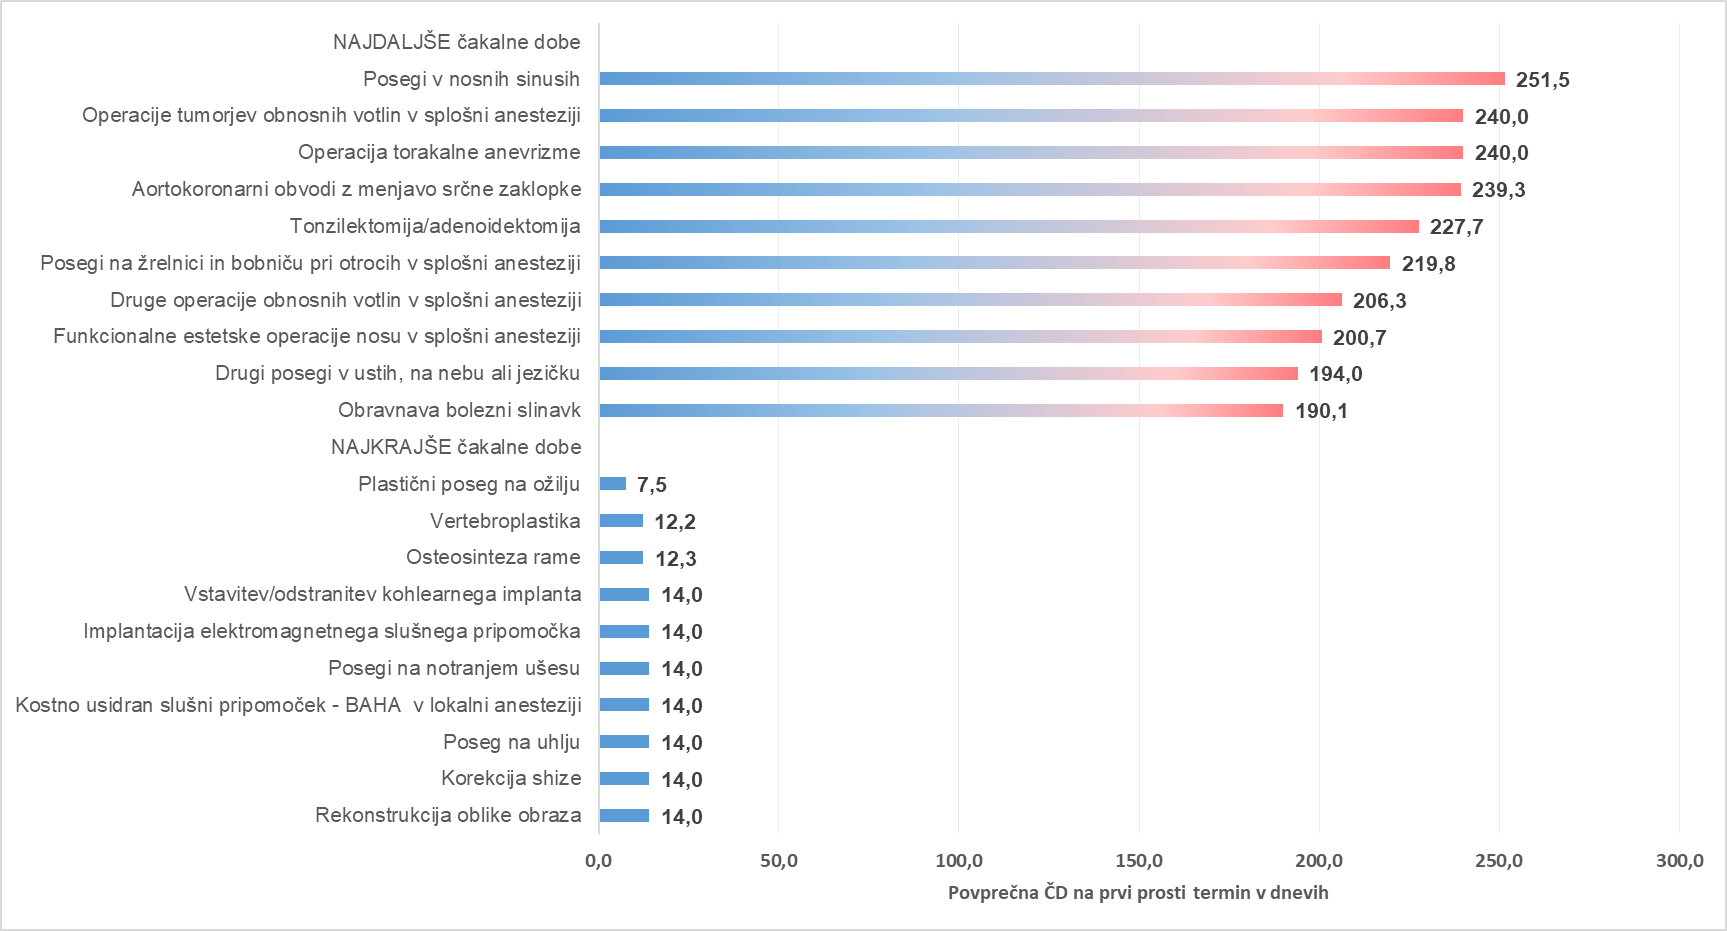 NAJDALJŠE čakalne dobe
Posegi v nosnih sinusih 251,5
Operacije tumorjev obnosnih votlin v splošni anesteziji 240,0
Operacija torakalne anevrizme 240,0
Aortokoronarni obvodi z menjavo srčne zaklopke 239,3
Tonzilektomija/adenoidektomija 227,7
Posegi na žrelnici in bobniču pri otrocih v splošni anesteziji 219,8
Druge operacije obnosnih votlin v splošni anesteziji 206,3
Funkcionalne estetske operacije nosu v splošni anesteziji 200,7
Drugi posegi v ustih, na nebu ali jezičku 194,0
Obravnava bolezni slinavk 190,1
NAJKRAJŠE čakalne dobe
Plastični poseg na ožilju 7,5
Vertebroplastika 12,2
Osteosinteza rame 12,3
Vstavitev/odstranitev kohlearnega implanta 14,0
Implantacija elektromagnetnega slušnega pripomočka 14,0
Posegi na notranjem ušesu 14,0
Kostno usidran slušni pripomoček - BAHA  v lokalni anesteziji 14,0
Poseg na uhlju 14,0
Korekcija shize 14,0
Rekonstrukcija oblike obraza 14,0
0,0 50,0 100,0 150,0 200,0 250,0 300,0
Povprečna ČD na prvi prosti termin v dnevih